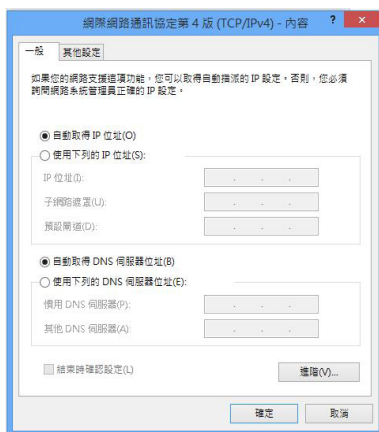 網際網路通訊協定第 4 版 (TCP/IPv4) - 內容
?
×
一般
其他設定
如果您的網路支援這項功能，您可以取得自動指派的 IP 設定。否則，您必須
詢問網路系統管理員正確的 IP 設定。
自動取得 IP 位址(O)
使用下列的 IP 位址(S):
IP 位址(I):
子網路遮罩(U):
預設閘道(D):
自動取得 DNS 伺服器位址(B)
使用下列的 DNS 伺服器位址(E):
慣用 DNS 伺服器(P):
其他 DNS 伺服器(A):
結束時確認設定(L)
進階(V)...
確定
取消